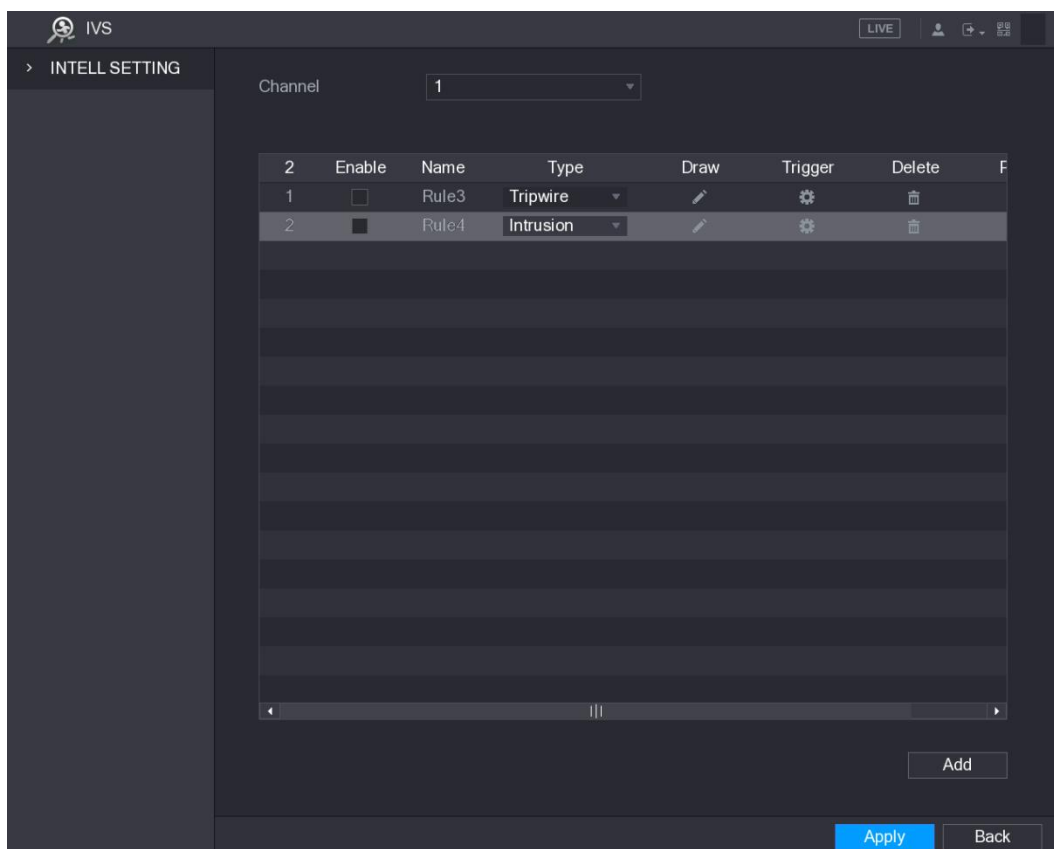 IVS LIVE
INTELL SETTING
Channel 1
2 Enable Name Type Draw Trigger Delete
1 Rule3 Tripwire
2 Rule4 Intrusion
Add
Apply Back